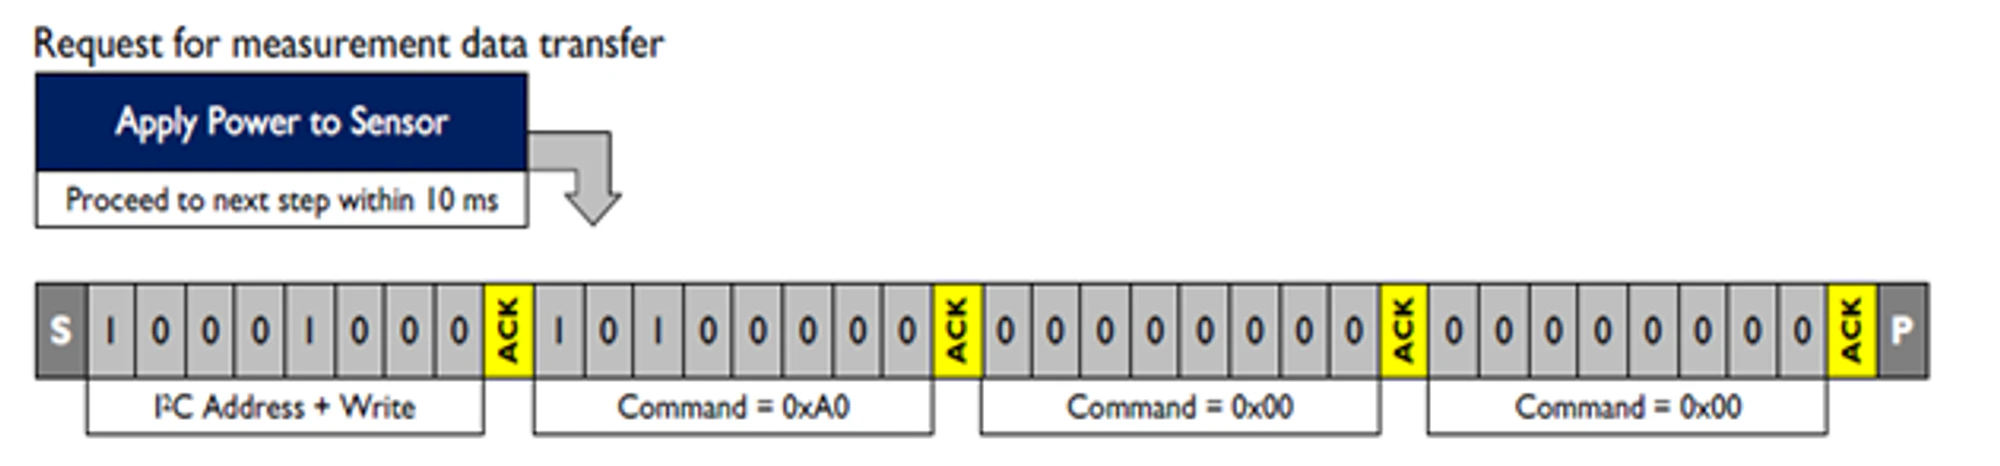 Request for measurement data transfer
Apply Power to Sensor
Proceed to next step within 10 ms
S 1 0 0 0 1 0 0 0 ACK 1 0 1 0 0 0 0 0 ACK 0 0 0 0 0 0 0 0 ACK 0 0 0 0 0 0 0 0 ACK P
I²C Address + Write Command = 0xA0 Command = 0x00 Command = 0x00